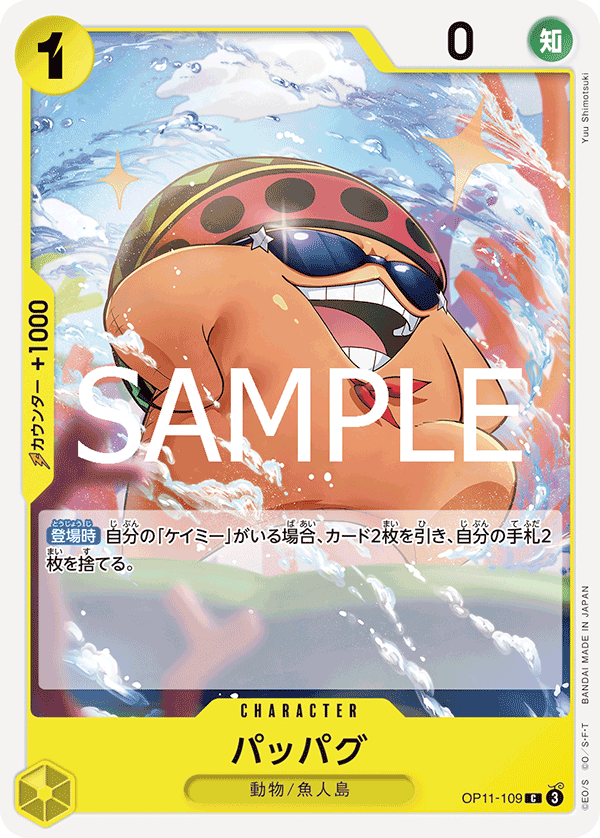 1
0
知
Yuu Shimotsuki
カウンター +1000
SAMPLE
登場時 自分の「ケイミー」がいる場合、カード2枚を引き、自分の手札2
枚を捨てる。
CHARACTER
パッパグ
動物/魚人島
OP11-109 C 3
©E.O/S ©O/S・F・T BANDAI MADE IN JAPAN